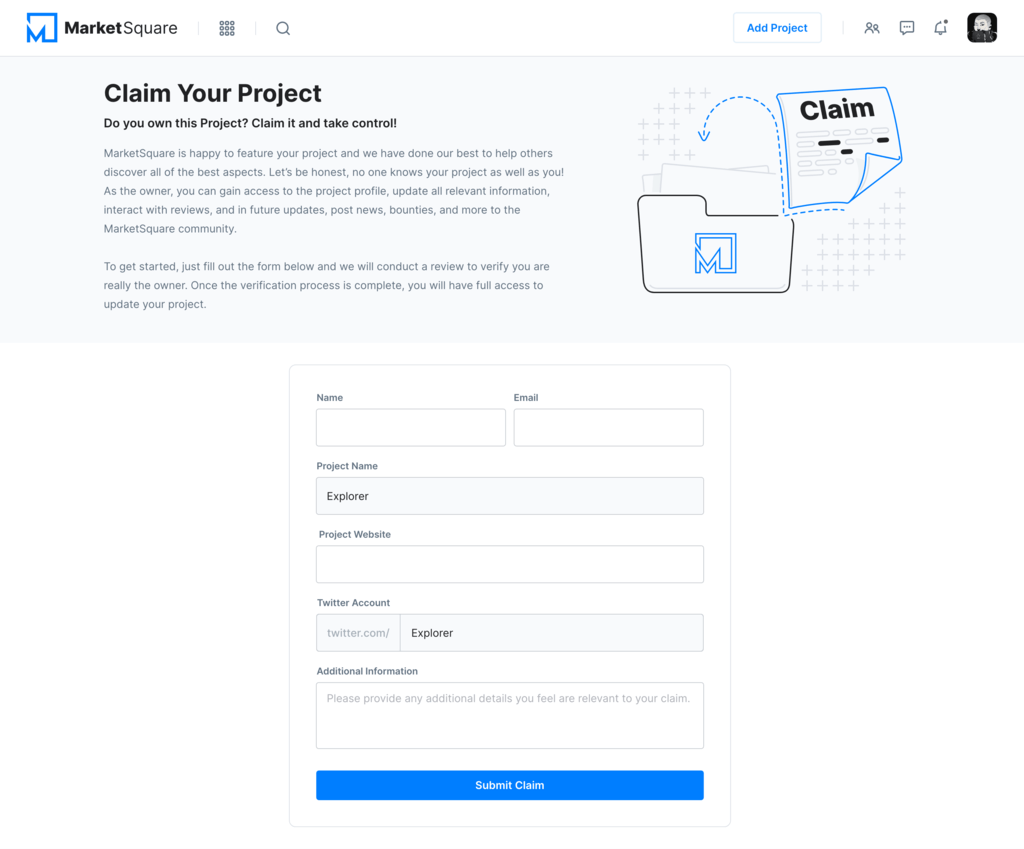 MarketSquare
Add Project
Claim Your Project
Do you own this Project? Claim it and take control!
MarketSquare is happy to feature your project and we have done our best to help others
discover all of the best aspects. Let's be honest, no one knows your project as well as you!
As the owner, you can gain access to the project profile, update all relevant information,
interact with reviews, and in future updates, post news, bounties, and more to the
MarketSquare community.
To get started, just fill out the form below and we will conduct a review to verify you are
really the owner. Once the verification process is complete, you will have full access to
update your project.
Claim
Name
Email
Project Name
Explorer
Project Website
Twitter Account
twitter.com/
Explorer
Additional Information
Please provide any additional details you feel are relevant to your claim.
Submit Claim